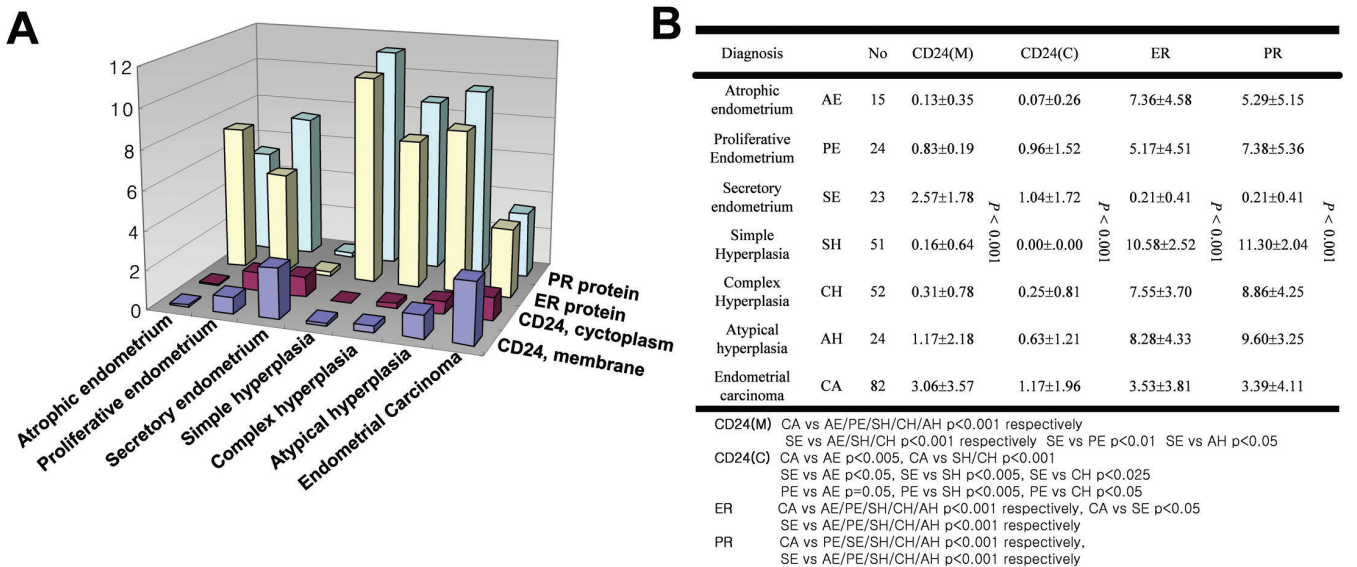 A
12
10
8
6
4
2
0
PR protein
ER protein
CD24, cyctoplasm
CD24, membrane
Atrophic endometrium
Proliferative endometrium
Secretory endometrium
Simple hyperplasia
Complex hyperplasia
Atypical hyperplasia
Endometrial Carcinoma
B
Diagnosis No CD24(M) CD24(C) ER PR
Atrophic
endometrium AE 15 0.13±0.35 0.07±0.26 7.36±4.58 5.29±5.15
Proliferative
Endometrium PE 24 0.83±0.19 0.96±1.52 5.17±4.51 7.38±5.36
Secretory
endometrium SE 23 2.57±1.78 1.04±1.72 0.21±0.41 0.21±0.41
Simple
Hyperplasia SH 51 0.16±0.64 0.00±.0.00 10.58±2.52 11.30±2.04
Complex
Hyperplasia CH 52 0.31±0.78 0.25±0.81 7.55±3.70 8.86±4.25
Atypical
hyperplasia AH 24 1.17±2.18 0.63±1.21 8.28±4.33 9.60±3.25
Endometrial
carcinoma CA 82 3.06±3.57 1.17±1.96 3.53±3.81 3.39±4.11
P < 0.001
P < 0.001
P < 0.001
P < 0.001
CD24(M) CA vs AE/PE/SH/CH/AH p<0.001 respectively
SE vs AE/SH/CH p<0.001 respectively SE vs PE p<0.01 SE vs AH p<0.05
CD24(C) CA vs AE p<0.005, CA vs SH/CH p<0.001
SE vs AE p<0.05, SE vs SH p<0.005, SE vs CH p<0.025
PE vs AE p=0.05, PE vs SH p<0.005, PE vs CH p<0.05
ER CA vs AE/PE/SH/CH/AH p<0.001 respectively, CA vs SE p<0.05
SE vs AE/PE/SH/CH/AH p<0.001 respectively
PR CA vs PE/SE/SH/CH/AH p<0.001 respectively,
SE vs AE/PE/SH/CH/AH p<0.001 respectively